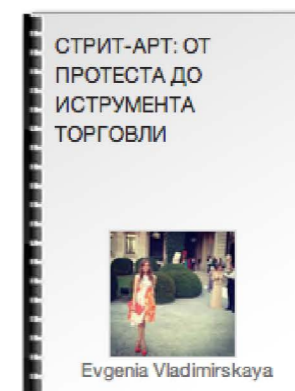 СТРИТ-АРТ: ОТ
ПРОТЕСТА ДО
ИСТРУМЕНТА
ТОРГОВЛИ
Evgenia Vladimirskaya